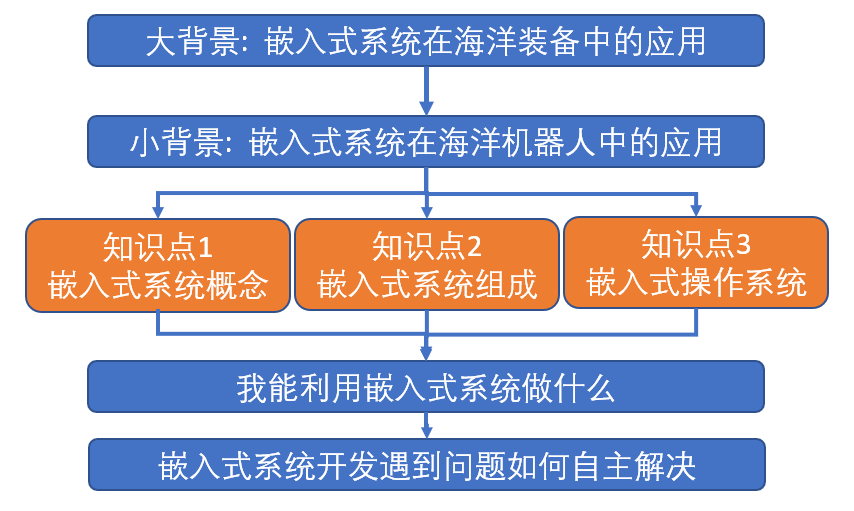 大背景: 嵌入式系统在海洋装备中的应用
小背景: 嵌入式系统在海洋机器人中的应用
知识点1
嵌入式系统概念
知识点2
嵌入式系统组成
知识点3
嵌入式操作系统
我能利用嵌入式系统做什么
嵌入式系统开发遇到问题如何自主解决